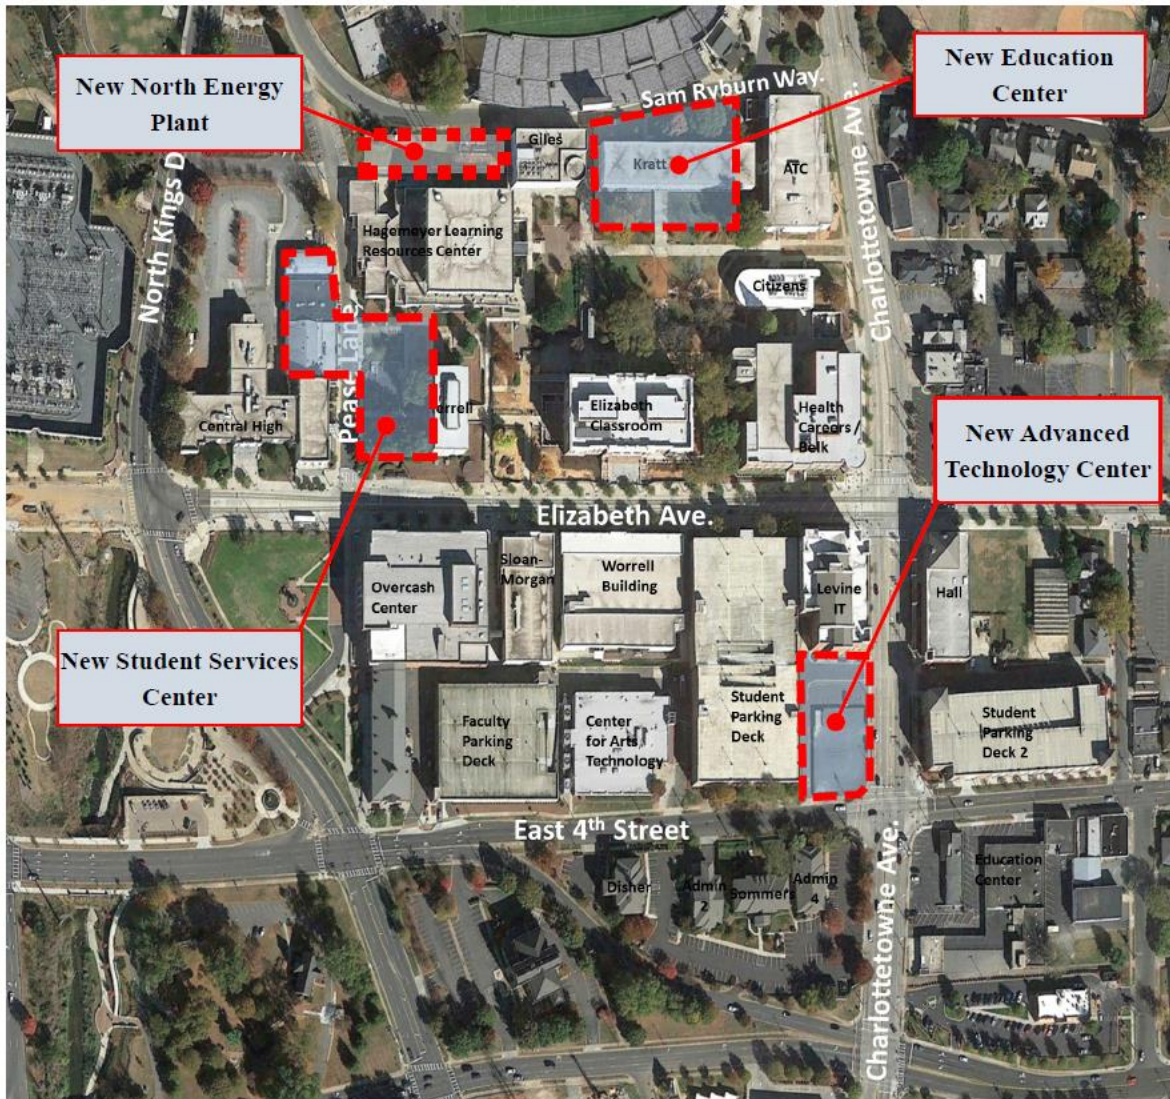 New North Energy
Plant
New Education
Center
Sam Ryburn Way.
Giles
Kratt
ATC
Charlottetowne Ave.
North Kings D
Hagemeyer Learning
Resources Center
Citizens
Pease Lane
Central High
errell
Elizabeth
Classroom
Health
Careers /
Belk
New Advanced
Technology Center
Elizabeth Ave.
Overcash
Center
Sloan-
Morgan
Worrell
Building
Levine
IT
Hall
New Student Services
Center
Faculty
Parking
Deck
Center
for Arts
Technology
Student
Parking
Deck
Student
Parking
Deck 2
East 4th Street
Disher
Admin
2
Sommers
Admin
4
Education
Center
Charlottetowne Ave.